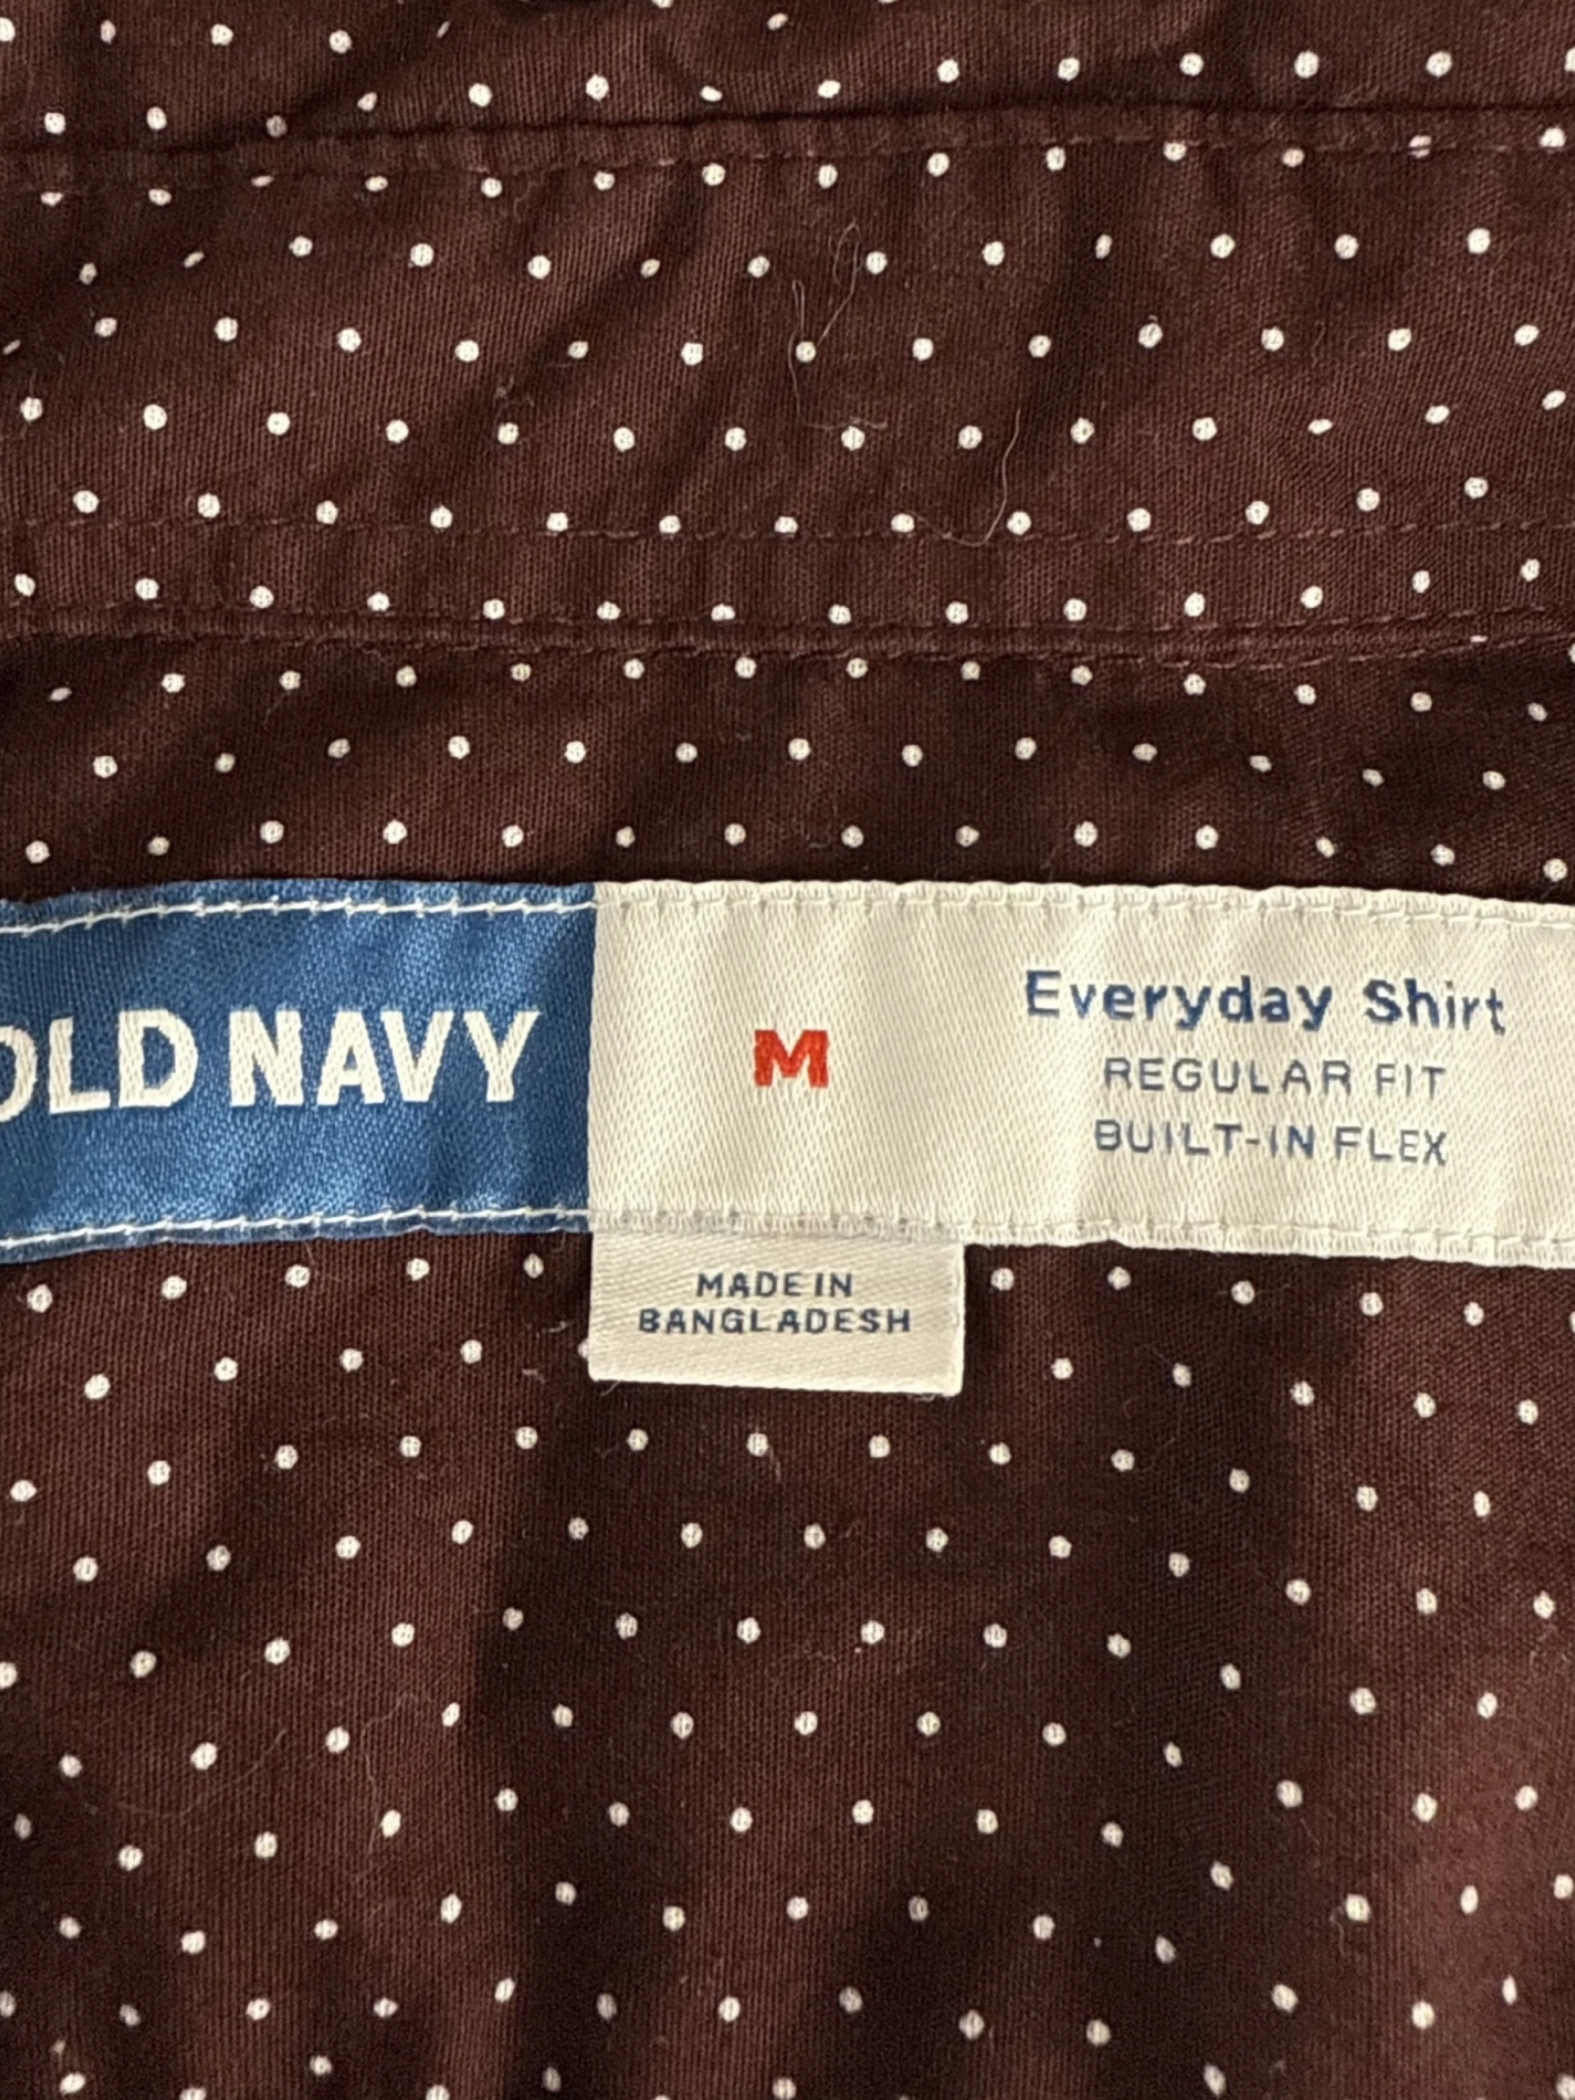 OLD NAVY
M
Everyday Shirt
REGULAR FIT
BUILT-IN FLEX
MADE IN
BANGLADESH